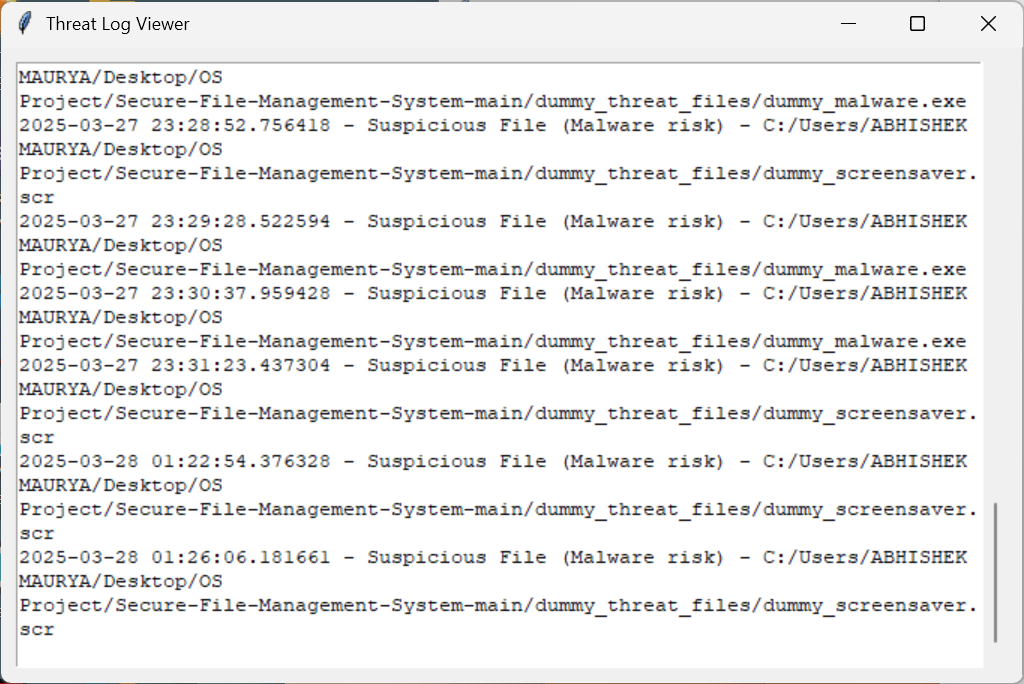 Threat Log Viewer
MAURYA/Desktop/OS
Project/Secure-File-Management-System-main/dummy_threat_files/dummy_malware.exe
2025-03-27 23:28:52.756418 - Suspicious File (Malware risk) - C:/Users/ABHISHEK
MAURYA/Desktop/OS
Project/Secure-File-Management-System-main/dummy_threat_files/dummy_screensaver.
scr
2025-03-27 23:29:28.522594 - Suspicious File (Malware risk) - C:/Users/ABHISHEK
MAURYA/Desktop/OS
Project/Secure-File-Management-System-main/dummy_threat_files/dummy_malware.exe
2025-03-27 23:30:37.959428 - Suspicious File (Malware risk) - C:/Users/ABHISHEK
MAURYA/Desktop/OS
Project/Secure-File-Management-System-main/dummy_threat_files/dummy_malware.exe
2025-03-27 23:31:23.437304 - Suspicious File (Malware risk) - C:/Users/ABHISHEK
MAURYA/Desktop/OS
Project/Secure-File-Management-System-main/dummy_threat_files/dummy_screensaver.
scr
2025-03-28 01:22:54.376328 - Suspicious File (Malware risk) - C:/Users/ABHISHEK
MAURYA/Desktop/OS
Project/Secure-File-Management-System-main/dummy_threat_files/dummy_screensaver.
scr
2025-03-28 01:26:06.181661 - Suspicious File (Malware risk) - C:/Users/ABHISHEK
MAURYA/Desktop/OS
Project/Secure-File-Management-System-main/dummy_threat_files/dummy_screensaver.
scr